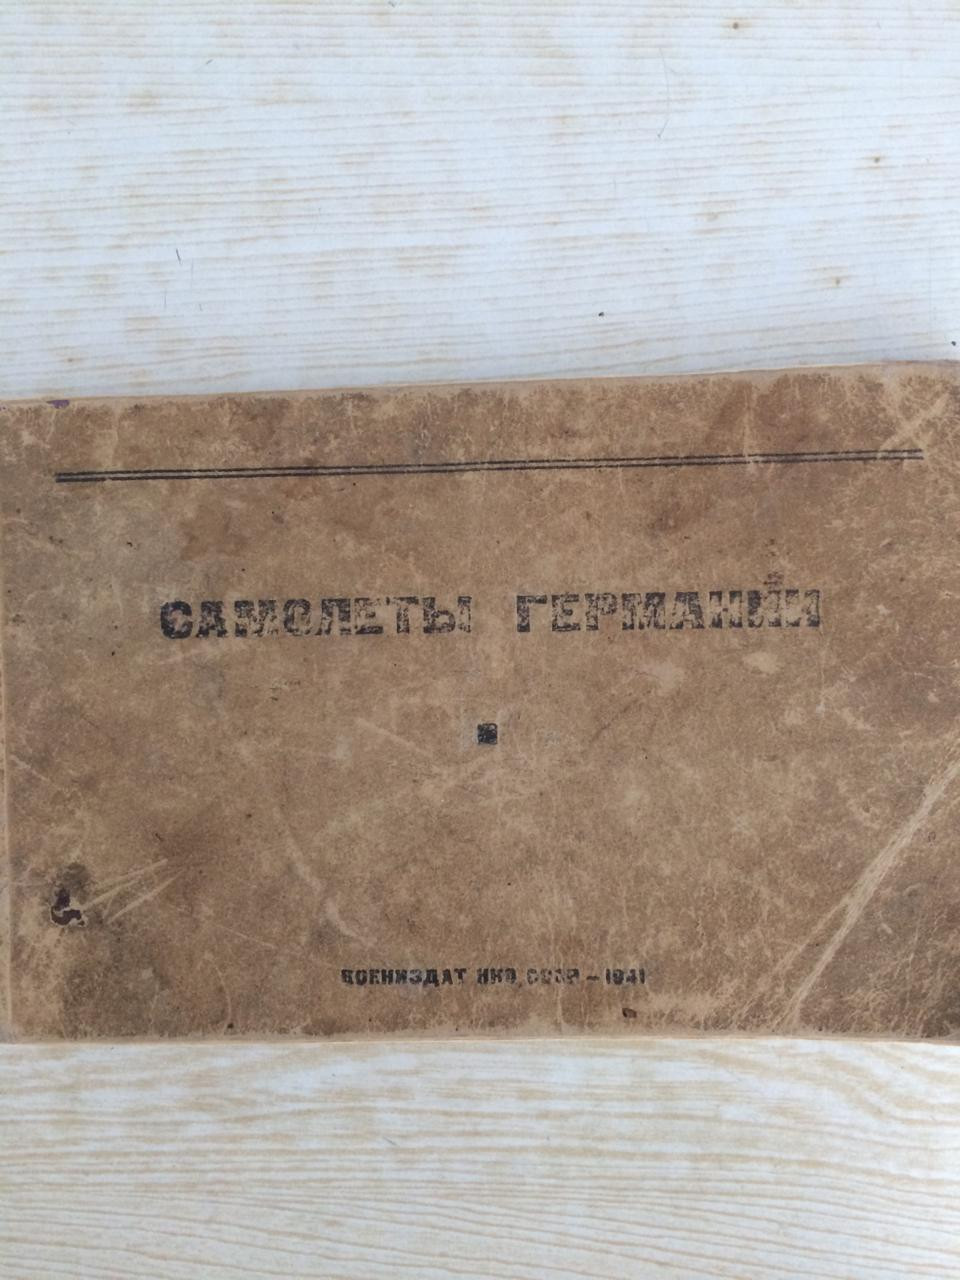 САМОЛЕТЫ ГЕРМАНИИ
ВОЕНИЗДАТ НКО СССР — 1941